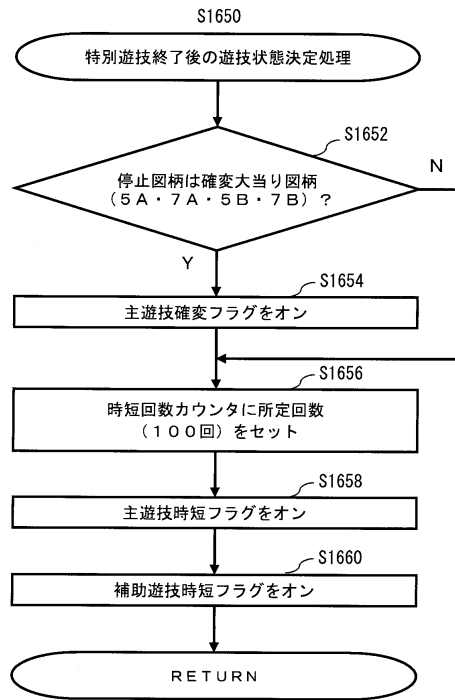 S1650
特別遊技終了後の遊技状態決定処理
S1652
N
停止図柄は確変大当り図柄
(5A・7A・5B・7B)?
Y
S1654
主遊技確変フラグをオン
S1656
時短回数カウンタに所定回数
(100回)をセット
S1658
主遊技時短フラグをオン
S1660
補助遊技時短フラグをオン
RETURN